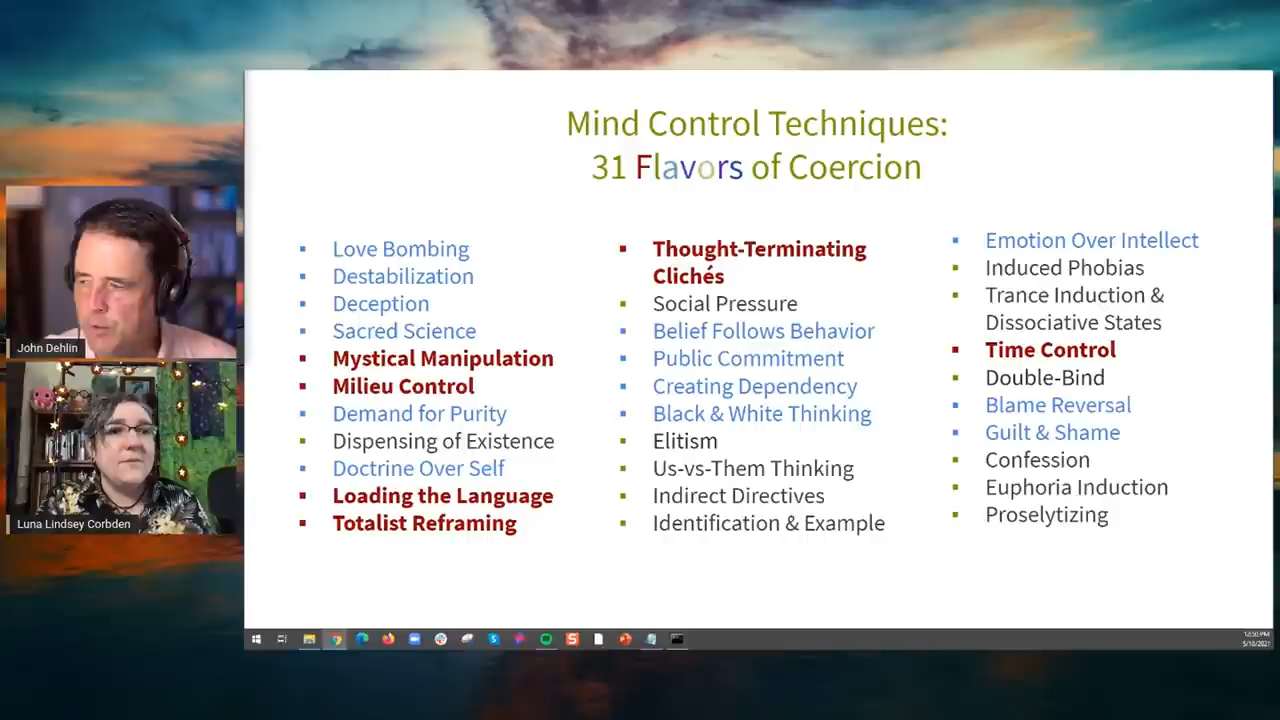 Mind Control Techniques:
31 Flavors of Coercion
Love Bombing
Destabilization
Deception
Sacred Science
Mystical Manipulation
Milieu Control
Demand for Purity
Dispensing of Existence
Doctrine Over Self
Loading the Language
Totalist Reframing
Thought-Terminating
Clichés
Social Pressure
Belief Follows Behavior
Public Commitment
Creating Dependency
Black & White Thinking
Elitism
Us-vs-Them Thinking
Indirect Directives
Identification & Example
Emotion Over Intellect
Induced Phobias
Trance Induction &
Dissociative States
Time Control
Double-Bind
Blame Reversal
Guilt & Shame
Confession
Euphoria Induction
Proselytizing
John Dehlin
Luna Lindsey Corbden